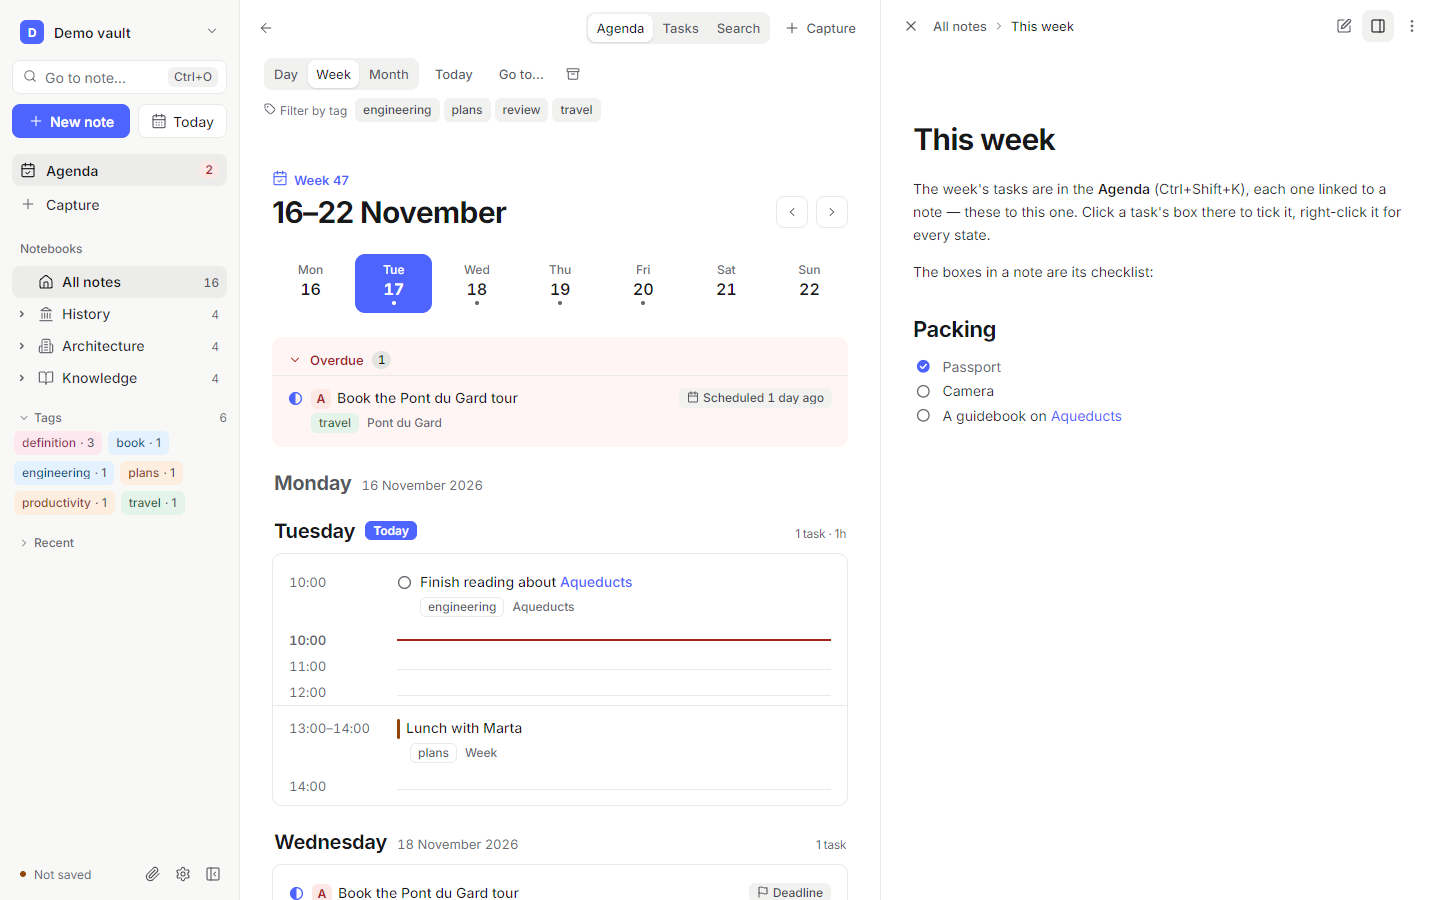 D Demo vault
Go to note... Ctrl+O
New note
Today
Agenda 2
Capture
Notebooks
All notes 16
History 4
Architecture 4
Knowledge 4
Tags 6
definition · 3
book · 1
engineering · 1
plans · 1
productivity · 1
travel · 1
Recent
Not saved
Agenda Tasks Search Capture
Day Week Month Today Go to...
Filter by tag engineering plans review travel
Week 47
16–22 November
Mon Tue Wed Thu Fri Sat Sun
16 17 18 19 20 21 22
Overdue 1
A Book the Pont du Gard tour Scheduled 1 day ago
travel Pont du Gard
Monday 16 November 2026
Tuesday Today 1 task · 1h
10:00 Finish reading about Aqueducts
engineering Aqueducts
10:00
11:00
12:00
13:00–14:00 Lunch with Marta
plans Week
14:00
Wednesday 18 November 2026 1 task
A Book the Pont du Gard tour Deadline
All notes > This week
This week
The week's tasks are in the Agenda (Ctrl+Shift+K), each one linked to a
note — these to this one. Click a task's box there to tick it, right-click it for
every state.
The boxes in a note are its checklist:
Packing
Passport
Camera
A guidebook on Aqueducts